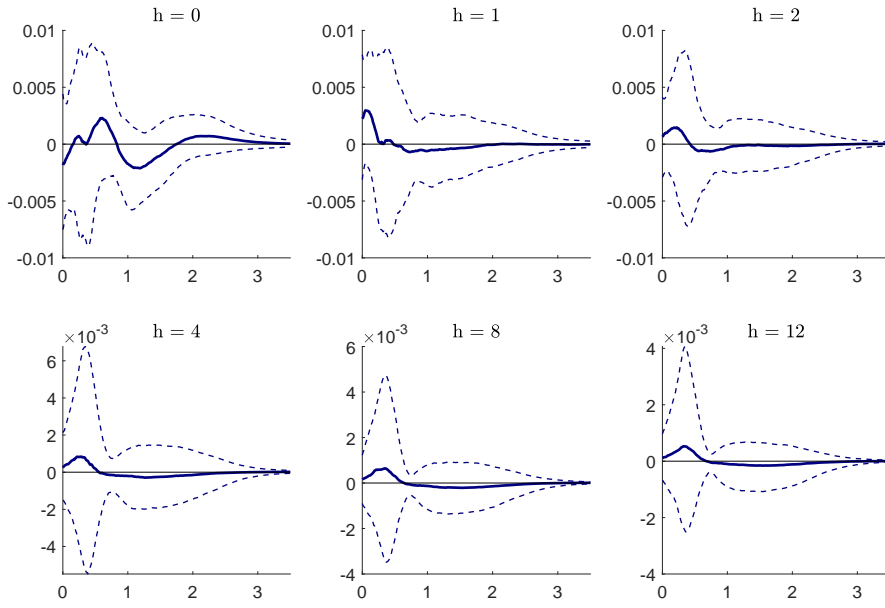 h = 0
h = 1
h = 2
0.01
0.005
0
-0.005
-0.01
0 1 2 3
0.01
0.005
0
-0.005
-0.01
0 1 2 3
0.01
0.005
0
-0.005
-0.01
0 1 2 3
h = 4
h = 8
h = 12
×10⁻³
6
4
2
0
-2
-4
0 1 2 3
×10⁻³
6
4
2
0
-2
-4
0 1 2 3
×10⁻³
4
2
0
-2
-4
0 1 2 3